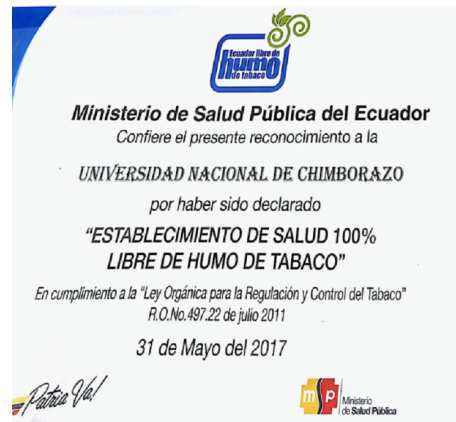 Ecuador libre de
humo
de tabaco
Ministerio de Salud Pública del Ecuador
Confiere el presente reconocimiento a la
UNIVERSIDAD NACIONAL DE CHIMBORAZO
por haber sido declarado
“ESTABLECIMIENTO DE SALUD 100%
LIBRE DE HUMO DE TABACO”
En cumplimiento a la “Ley Orgánica para la Regulación y Control del Tabaco”
R.O.No.497.22 de julio 2011
31 de Mayo del 2017
Patria Va!
msp
Ministerio
de Salud Pública